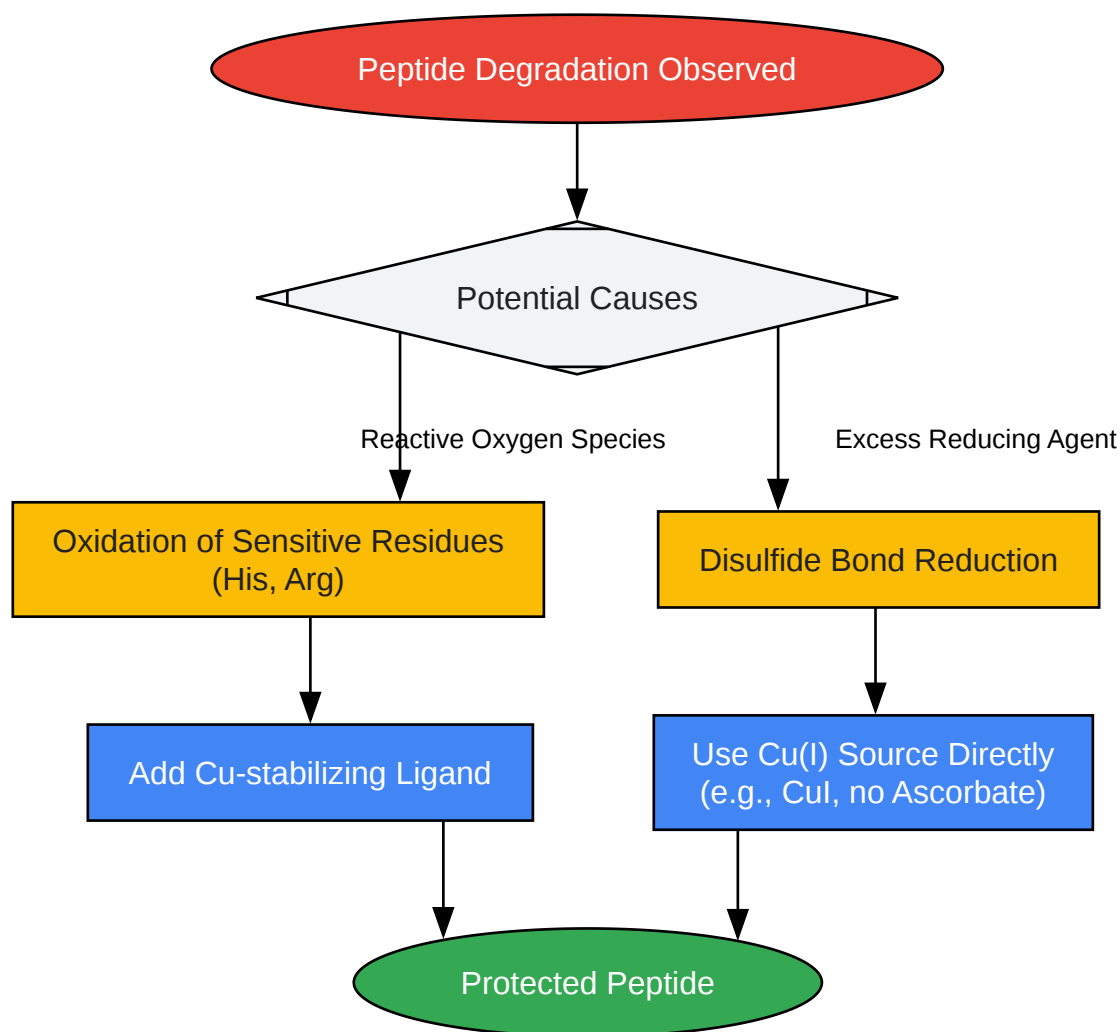 Peptide Degradation Observed
Potential Causes
Reactive Oxygen Species
Excess Reducing Agent
Oxidation of Sensitive Residues
(His, Arg)
Disulfide Bond Reduction
Add Cu-stabilizing Ligand
Use Cu(I) Source Directly
(e.g., CuI, no Ascorbate)
Protected Peptide